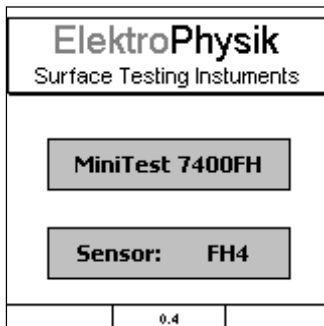 ElektroPhysik
Surface Testing Instuments
MiniTest 7400FH
Sensor: FH4
0.4